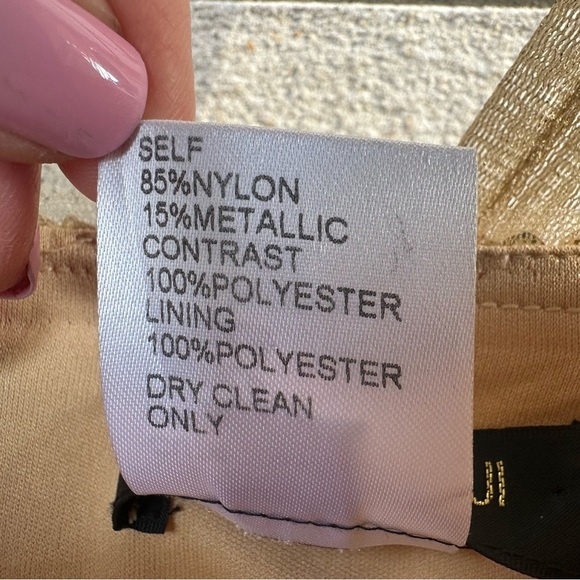 SELF
85%NYLON
15%METALLIC
CONTRAST
100%POLYESTER
LINING
100%POLYESTER
DRY CLEAN
ONLY